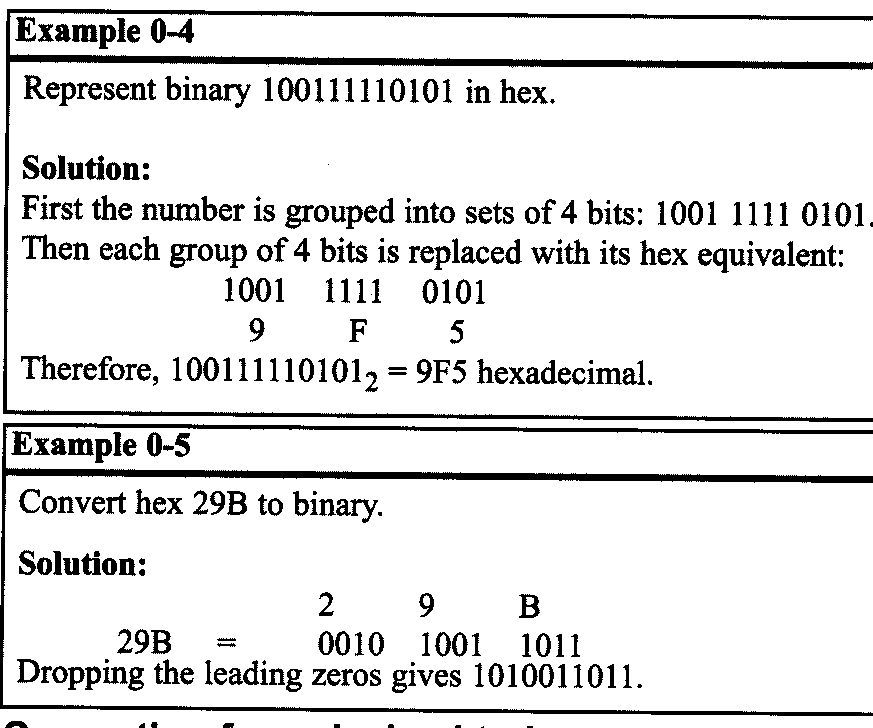 Example 0-4
Represent binary 100111110101 in hex.
Solution:
First the number is grouped into sets of 4 bits: 1001 1111 0101.
Then each group of 4 bits is replaced with its hex equivalent:
1001 1111 0101
9 F 5
Therefore, 100111110101₂ = 9F5 hexadecimal.
Example 0-5
Convert hex 29B to binary.
Solution:
2 9 B
29B = 0010 1001 1011
Dropping the leading zeros gives 1010011011.